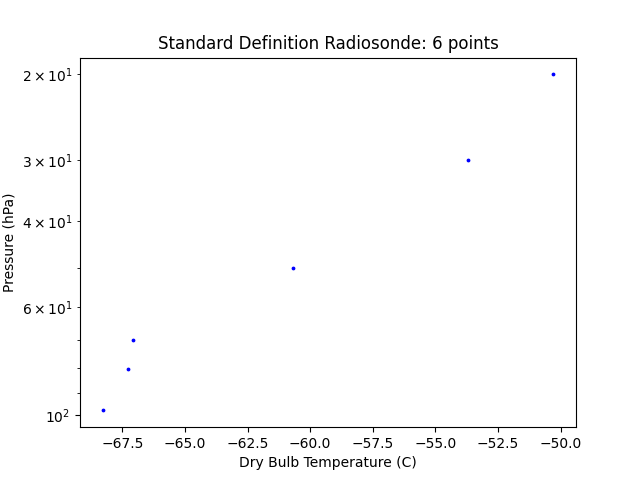 Standard Definition Radiosonde: 6 points
2 × 10¹
3 × 10¹
4 × 10¹
6 × 10¹
10²
Pressure (hPa)
−67.5 −65.0 −62.5 −60.0 −57.5 −55.0 −52.5 −50.0
Dry Bulb Temperature (C)